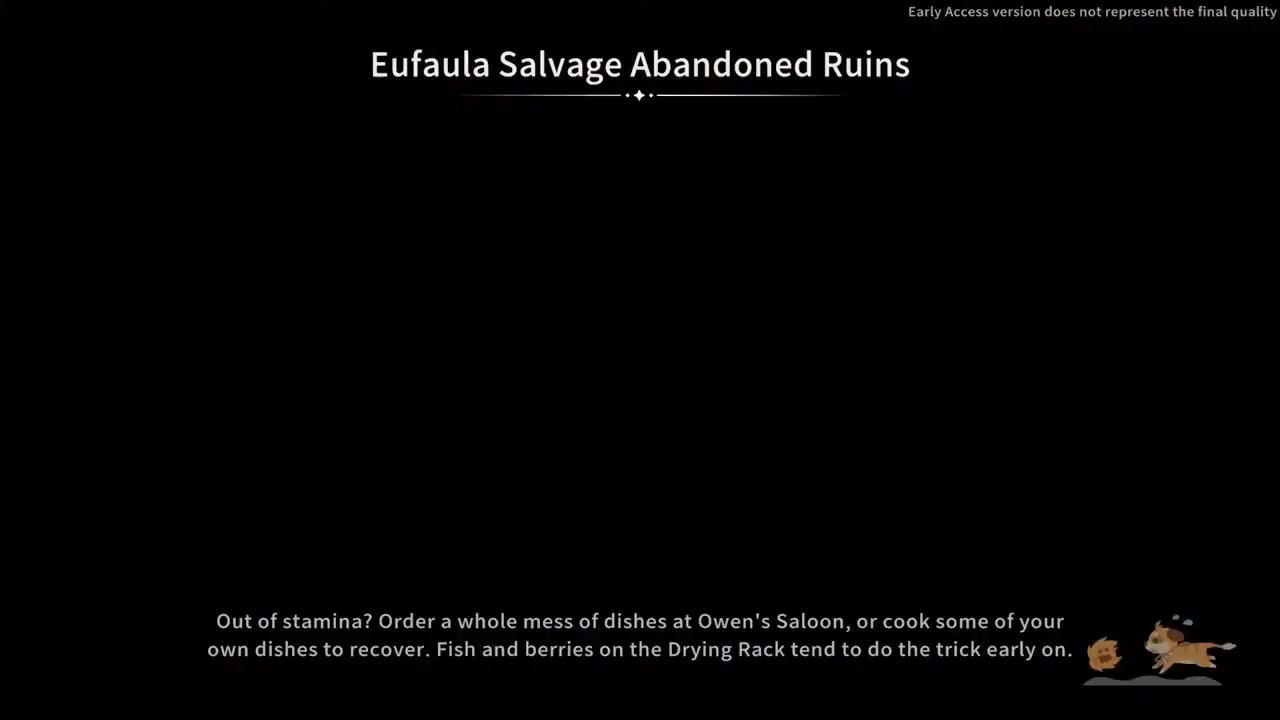 Early Access version does not represent the final quality
Eufaula Salvage Abandoned Ruins
Out of stamina? Order a whole mess of dishes at Owen's Saloon, or cook some of your
own dishes to recover. Fish and berries on the Drying Rack tend to do the trick early on.